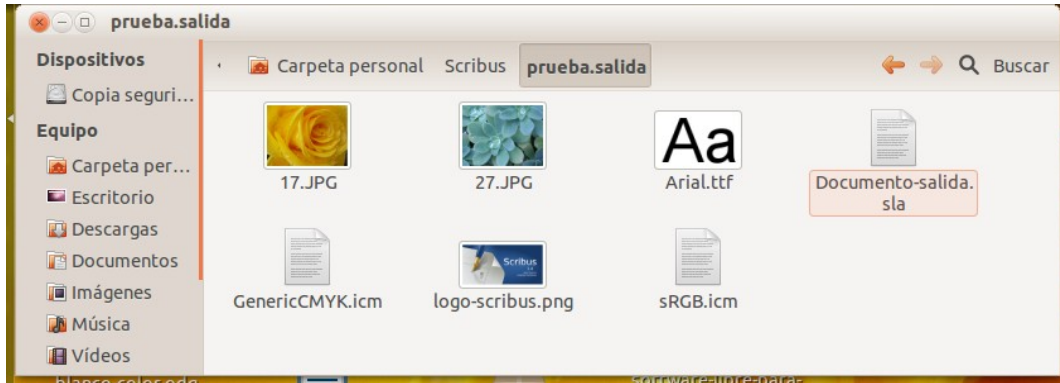 prueba.salida
Dispositivos
Copia seguri...
Equipo
Carpeta per...
Escritorio
Descargas
Documentos
Imágenes
Música
Vídeos
Carpeta personal Scribus prueba.salida Buscar
17.JPG 27.JPG Arial.ttf Documento-salida.
sla
Aa
Scribus
GenericCMYK.icm logo-scribus.png sRGB.icm